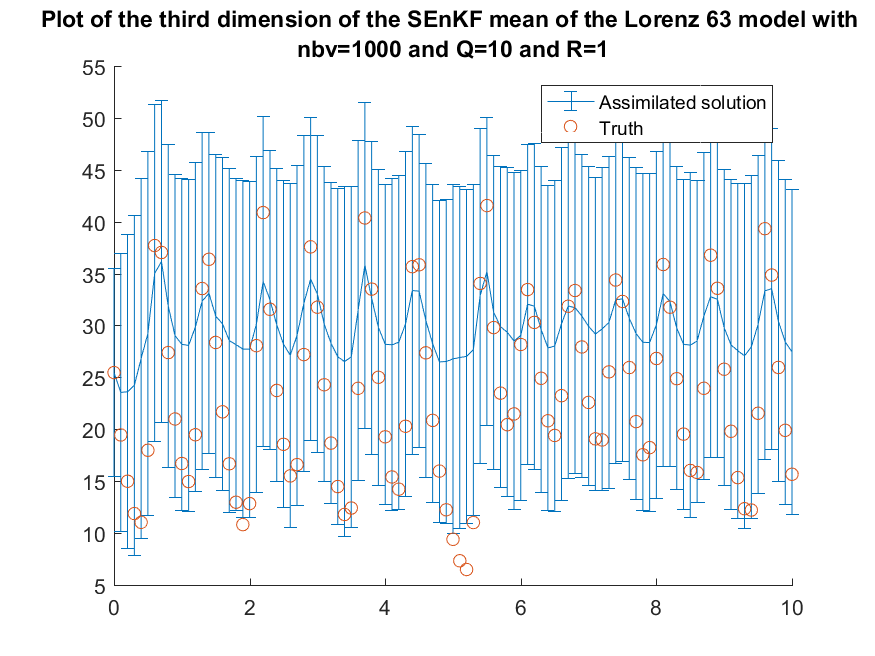 Plot of the third dimension of the SEnKF mean of the Lorenz 63 model with
nbv=1000 and Q=10 and R=1
55
50
45
40
35
30
25
20
15
10
5
Assimilated solution
Truth
0 2 4 6 8 10